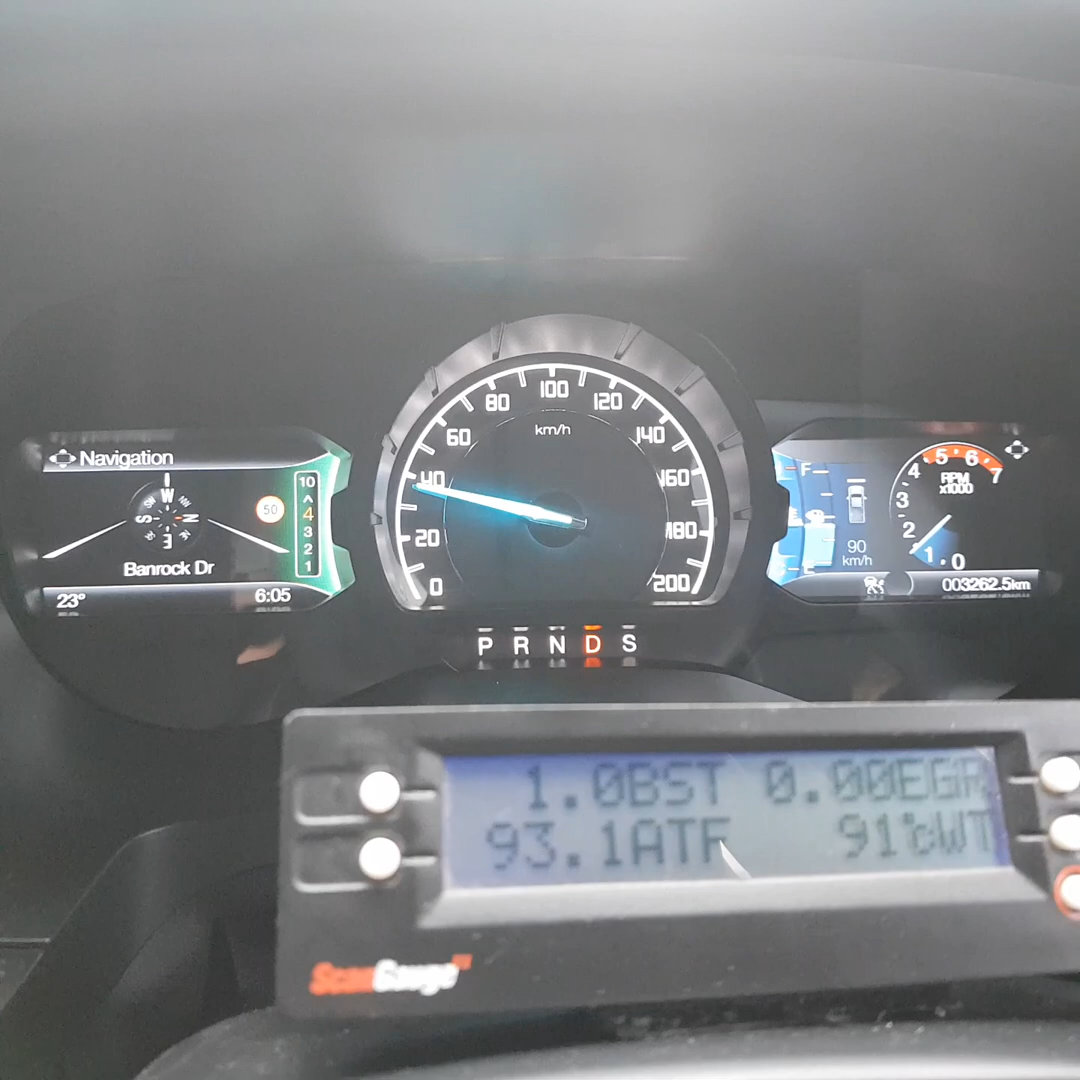 Navigation
W
S N
E
50
10
4
3
2
1
Banrock Dr
23° 6:05
0
20
40
60
80
100
120
140
160
180
200
km/h
P R N D S
F
E
90
km/h
0
1
2
3
4
5
6
7
RPM
x1000
003262.5km
1.0BST 0.00EGR
93.1ATF 91°CWT
ScanGauge